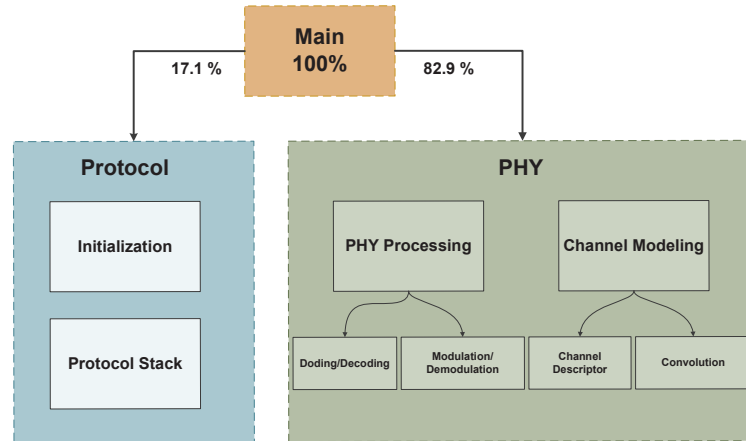 Main
100%
17.1 %
82.9 %
Protocol
Initialization
Protocol Stack
PHY
PHY Processing
Channel Modeling
Doding/Decoding
Modulation/
Demodulation
Channel
Descriptor
Convolution